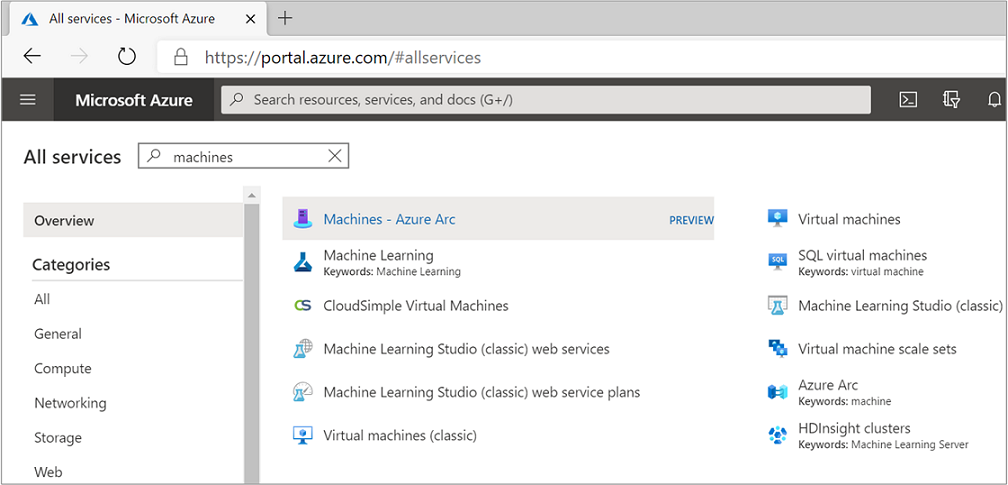 All services - Microsoft Azure
https://portal.azure.com/#allservices
Microsoft Azure
Search resources, services, and docs (G+/)
All services
machines
Overview
Categories
All
General
Compute
Networking
Storage
Web
Machines - Azure Arc PREVIEW
Machine Learning
Keywords: Machine Learning
CS CloudSimple Virtual Machines
Machine Learning Studio (classic) web services
Machine Learning Studio (classic) web service plans
Virtual machines (classic)
Virtual machines
SQL SQL virtual machines
Keywords: virtual machine
Machine Learning Studio (classic)
Virtual machine scale sets
Azure Arc
Keywords: machine
HDInsight clusters
Keywords: Machine Learning Server